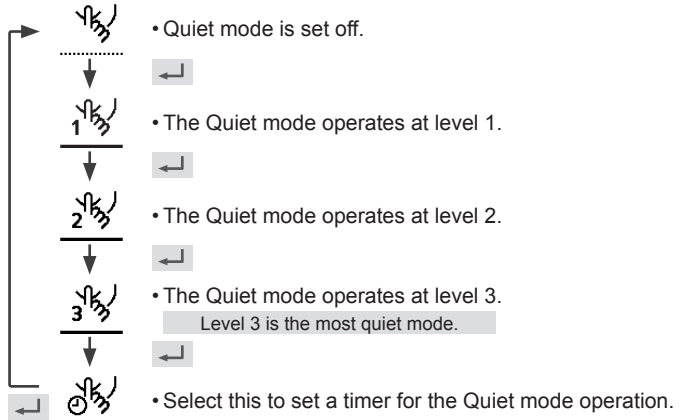 • Quiet mode is set off.
1
• The Quiet mode operates at level 1.
2
• The Quiet mode operates at level 2.
3
• The Quiet mode operates at level 3.
Level 3 is the most quiet mode.
• Select this to set a timer for the Quiet mode operation.